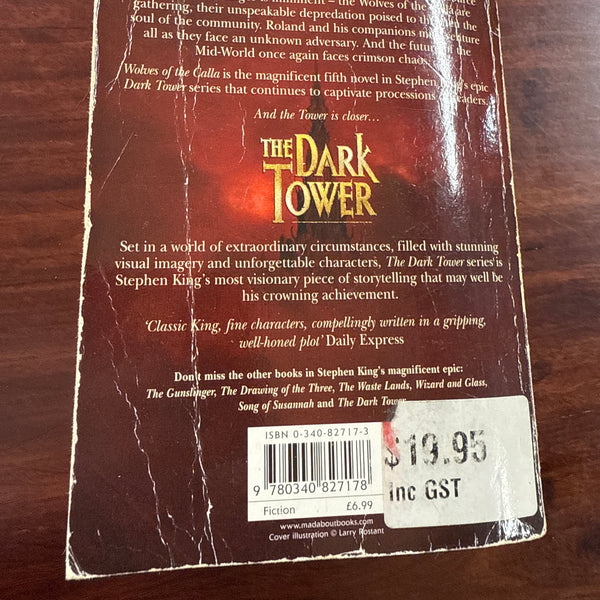 gathering, their unspeakable depredation poised to
soul of the community. Roland and his companions
all as they face an unknown adversary. And the future of the
Mid-World once again faces crimson chaos.
Wolves of the Calla is the magnificent fifth novel in Stephen King's epic
Dark Tower series that continues to captivate processions of readers.
And the Tower is closer...
THE DARK
TOWER
Set in a world of extraordinary circumstances, filled with stunning
visual imagery and unforgettable characters, The Dark Tower series is
Stephen King's most visionary piece of storytelling that may well be
his crowning achievement.
'Classic King, fine characters, compellingly written in a gripping,
well-honed plot' Daily Express
Don't miss the other books in Stephen King's magnificent epic:
The Gunslinger, The Drawing of the Three, The Waste Lands, Wizard and Glass,
Song of Susannah and The Dark Tower.
ISBN 0-340-82717-3
9 780340 827178
Fiction £6.99
$19.95
Inc GST
www.madaboutbooks.com
Cover illustration © Larry Rostant